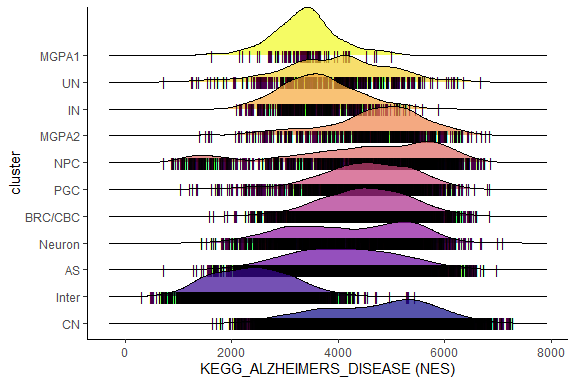 MGPA1
UN
IN
MGPA2
NPC
PGC
BRC/CBC
Neuron
AS
Inter
CN
cluster
0 2000 4000 6000 8000
KEGG_ALZHEIMERS_DISEASE (NES)